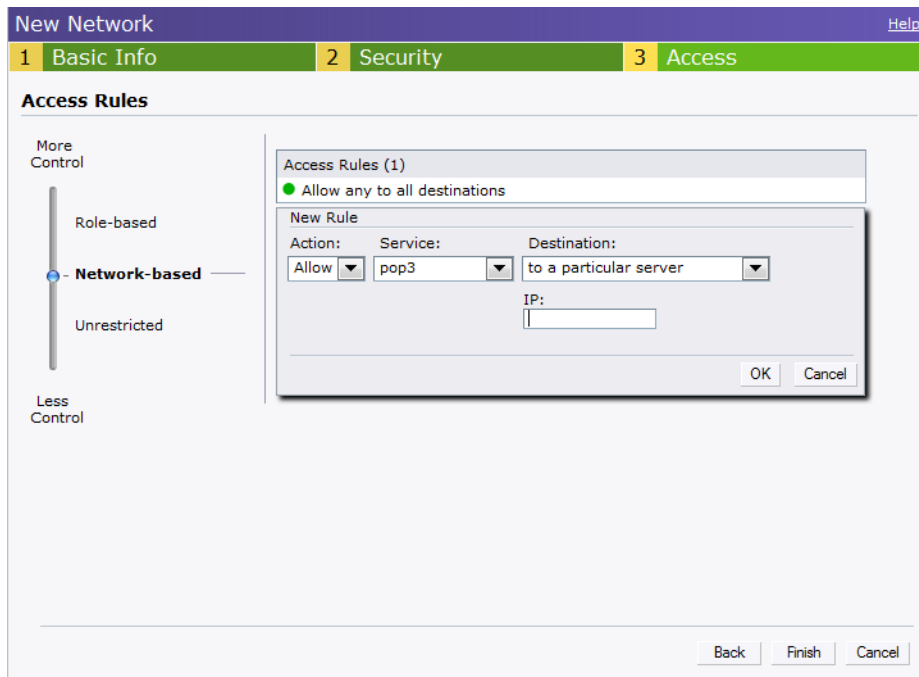 New Network Help
1 Basic Info 2 Security 3 Access
Access Rules
More
Control
Role-based
Network-based
Unrestricted
Less
Control
Access Rules (1)
Allow any to all destinations
New Rule
Action: Service: Destination:
Allow pop3 to a particular server
IP:
OK Cancel
Back Finish Cancel